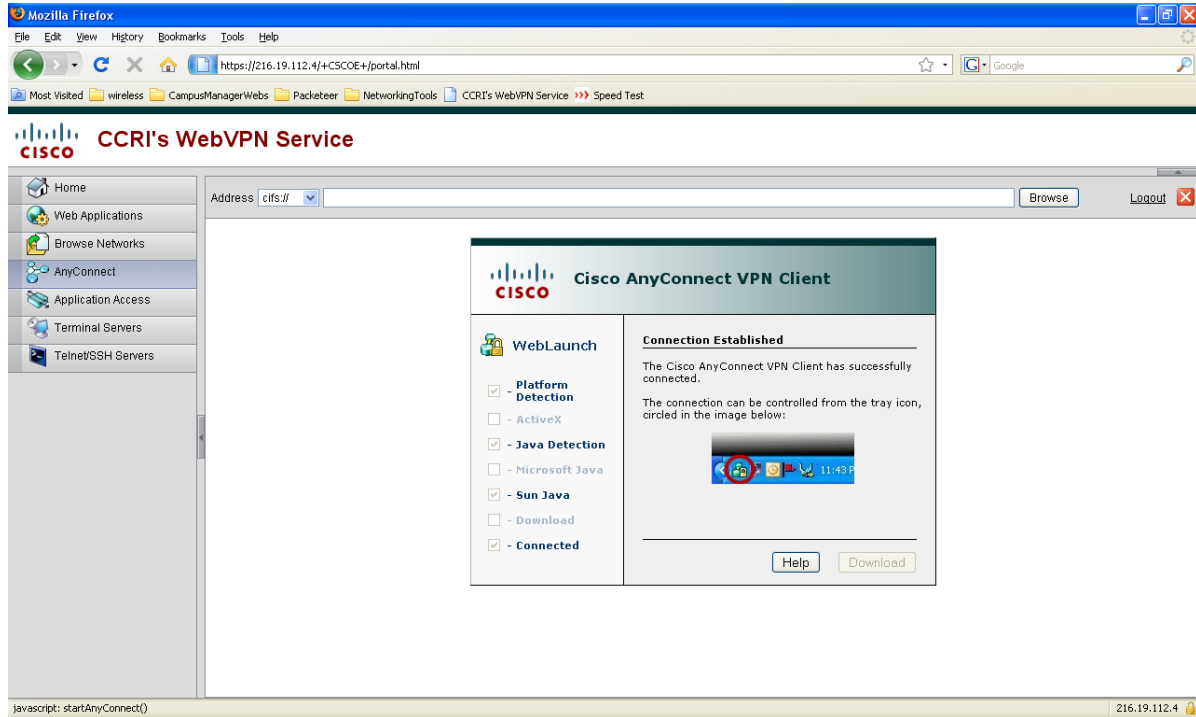 Mozilla Firefox
File Edit View History Bookmarks Tools Help
https://216.19.112.4/+CSCOE+/portal.html
G Google
Most Visited wireless CampusManagerWebs Packeteer NetworkingTools CCRI's WebVPN Service Speed Test
CISCO CCRI's WebVPN Service
Home
Web Applications
Browse Networks
AnyConnect
Application Access
Terminal Servers
Telnet/SSH Servers
Address cifs:// Browse Logout
CISCO Cisco AnyConnect VPN Client
WebLaunch
- Platform
Detection
- ActiveX
- Java Detection
- Microsoft Java
- Sun Java
- Download
- Connected
Connection Established
The Cisco AnyConnect VPN Client has successfully
connected.
The connection can be controlled from the tray icon,
circled in the image below:
11:43 P
Help Download
javascript: startAnyConnect() 216.19.112.4